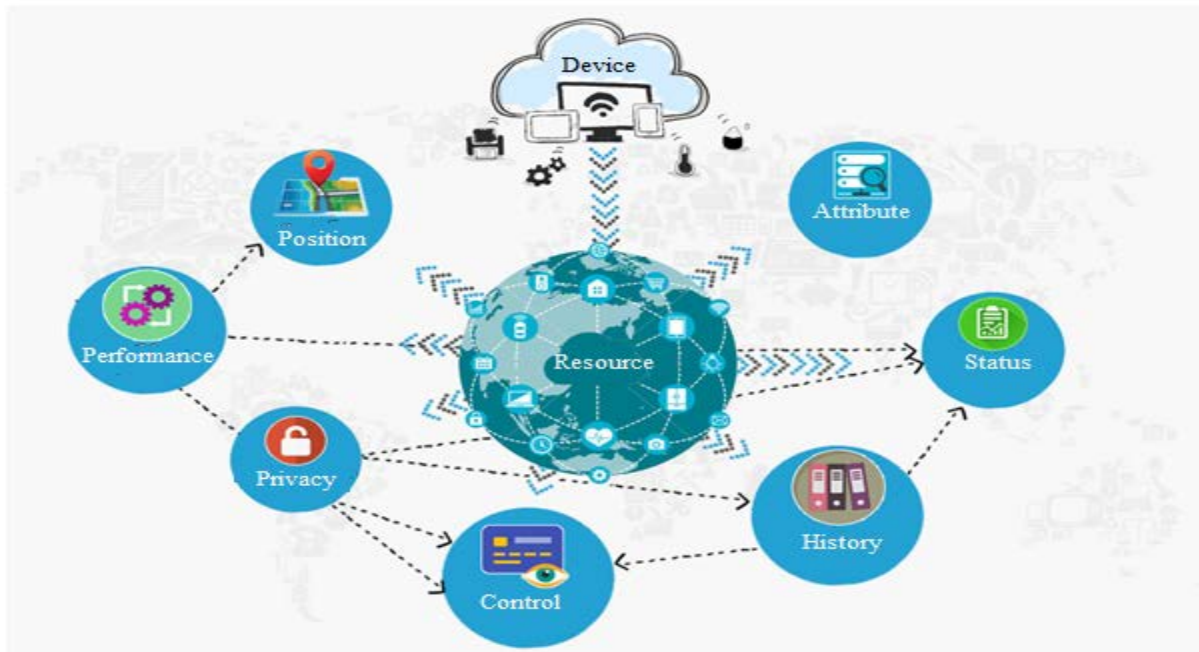 Device
Attribute
Position
Performance
Resource
Status
Privacy
History
Control